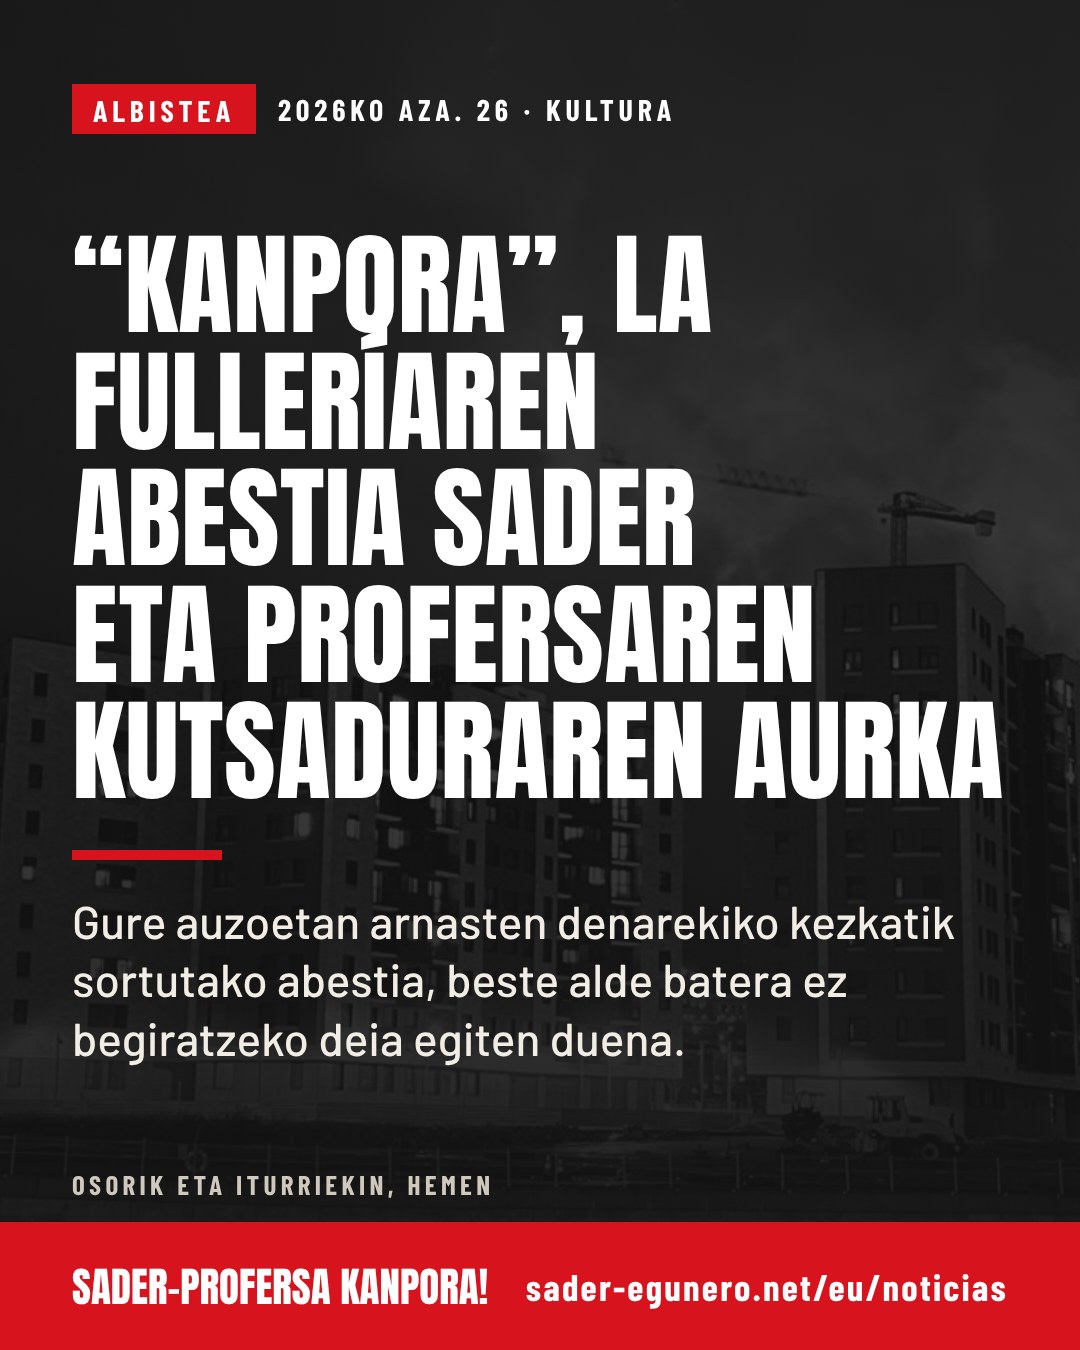 ALBISTEA
2026KO AZA. 26 · KULTURA
“KANPORA”, LA
FULLERÍAREN
ABESTIA SADER
ETA PROFERSAREN
KUTSADURAREN AURKA
Gure auzoetan arnasten denarekiko kezkatik
sortutako abestia, beste alde batera ez
begiratzeko deia egiten duena.
OSORIK ETA ITURRIEKIN, HEMEN
SADER-PROFERSA KANPORA!
sader-egunero.net/eu/noticias